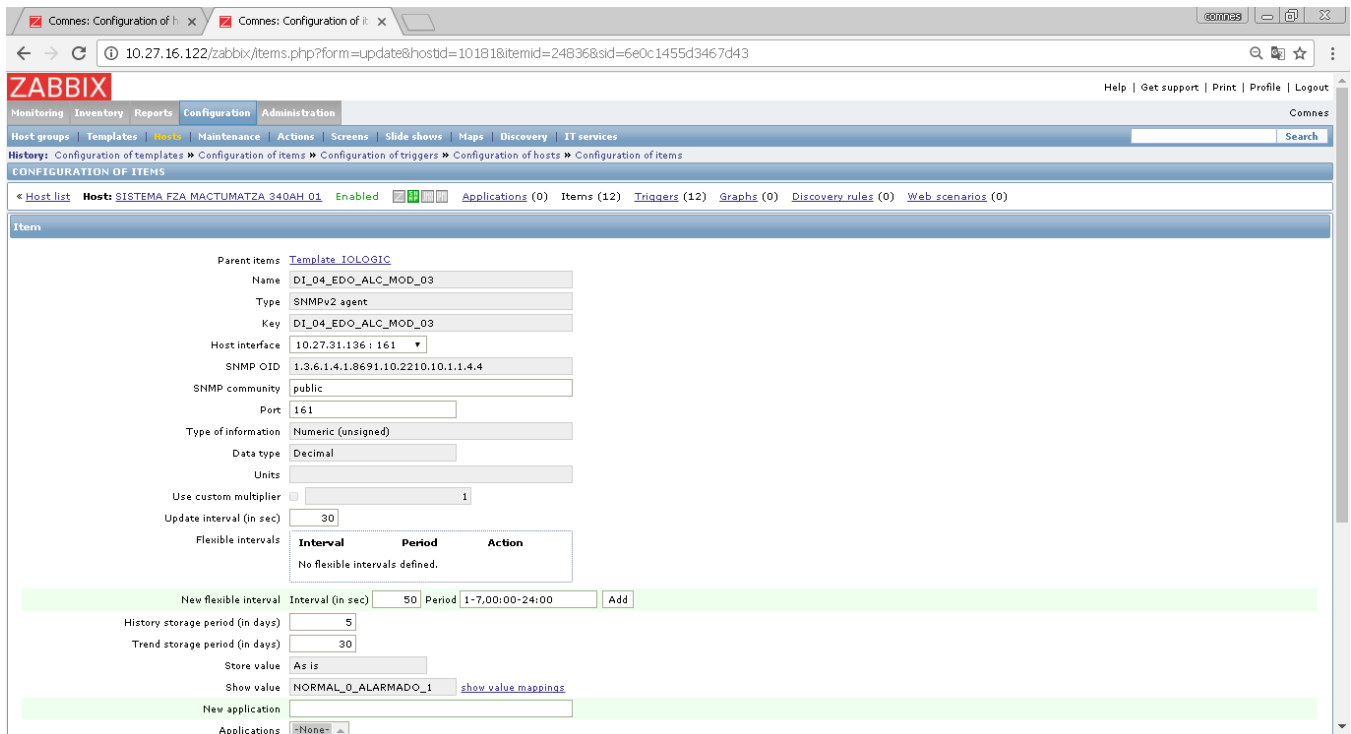 Comnes: Configuration of h
Comnes: Configuration of it
comnes
10.27.16.122/zabbix/items.php?form=update&hostid=10181&itemid=24836&sid=6e0c1455d3467d43
ZABBIX
Help | Get support | Print | Profile | Logout
Monitoring Inventory Reports Configuration Administration
Comnes
Host groups | Templates | Hosts | Maintenance | Actions | Screens | Slide shows | Maps | Discovery | IT services
Search
History: Configuration of templates » Configuration of items » Configuration of triggers » Configuration of hosts » Configuration of items
CONFIGURATION OF ITEMS
« Host list Host: SISTEMA FZA MACTUMATZA 340AH 01 Enabled Applications (0) Items (12) Triggers (12) Graphs (0) Discovery rules (0) Web scenarios (0)
Item
Parent items Template IOLOGIC
Name DI_04_EDO_ALC_MOD_03
Type SNMPv2 agent
Key DI_04_EDO_ALC_MOD_03
Host interface 10.27.31.136 : 161
SNMP OID 1.3.6.1.4.1.8691.10.2210.10.1.1.4.4
SNMP community public
Port 161
Type of information Numeric (unsigned)
Data type Decimal
Units
Use custom multiplier 1
Update interval (in sec) 30
Flexible intervals Interval Period Action
No flexible intervals defined.
New flexible interval Interval (in sec) 50 Period 1-7,00:00-24:00 Add
History storage period (in days) 5
Trend storage period (in days) 30
Store value As is
Show value NORMAL_0_ALARMADO_1 show value mappings
New application
Applications -None-